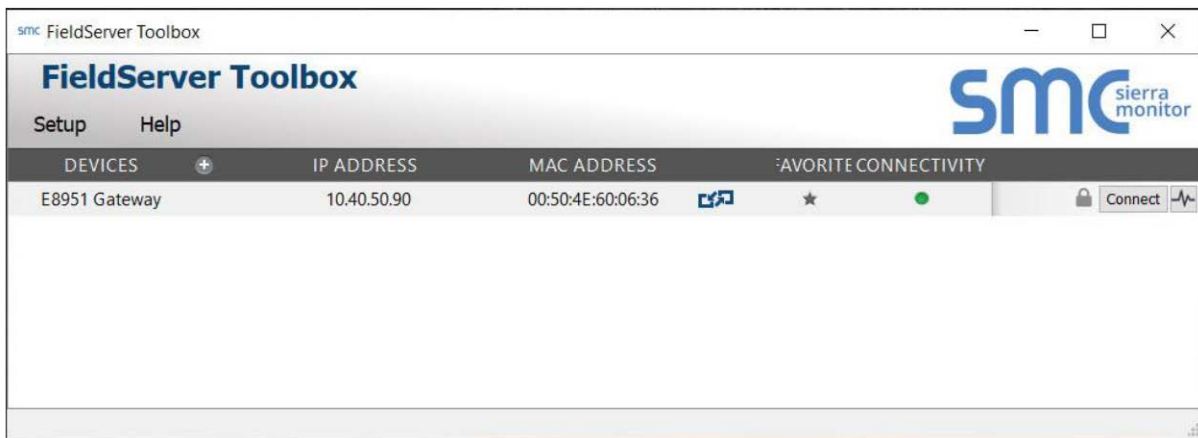 smc FieldServer Toolbox
FieldServer Toolbox
smc sierra monitor
Setup Help
DEVICES IP ADDRESS MAC ADDRESS FAVORITE CONNECTIVITY
E8951 Gateway 10.40.50.90 00:50:4E:60:06:36 Connect